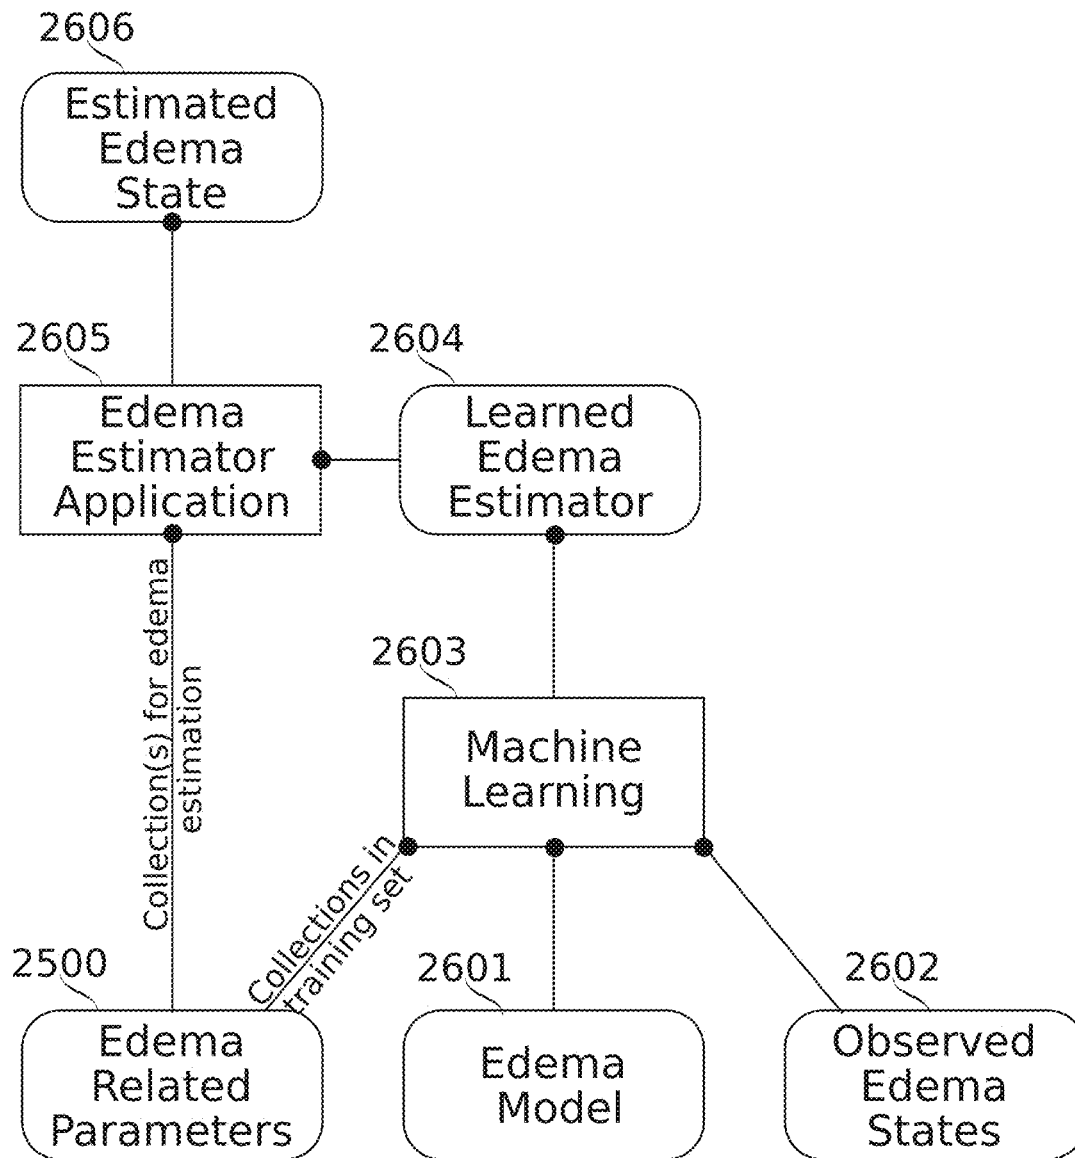 2606
Estimated
Edema
State
2605
Edema
Estimator
Application
2604
Learned
Edema
Estimator
Collection(s) for edema
estimation
2603
Machine
Learning
Collections in
training set
2500
Edema
Related
Parameters
2601
Edema
Model
2602
Observed
Edema
States